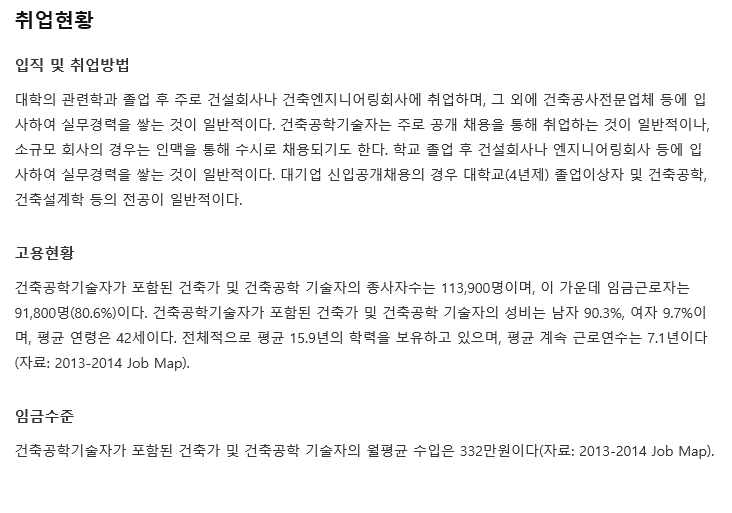 취업현황
입직 및 취업방법
대학의 관련학과 졸업 후 주로 건설회사나 건축엔지니어링회사에 취업하며, 그 외에 건축공사전문업체 등에 입
사하여 실무경력을 쌓는 것이 일반적이다. 건축공학기술자는 주로 공개 채용을 통해 취업하는 것이 일반적이나,
소규모 회사의 경우는 인맥을 통해 수시로 채용되기도 한다. 학교 졸업 후 건설회사나 엔지니어링회사 등에 입
사하여 실무경력을 쌓는 것이 일반적이다. 대기업 신입공개채용의 경우 대학교(4년제) 졸업이상자 및 건축공학,
건축설계학 등의 전공이 일반적이다.
고용현황
건축공학기술자가 포함된 건축가 및 건축공학 기술자의 종사자수는 113,900명이며, 이 가운데 임금근로자는
91,800명(80.6%)이다. 건축공학기술자가 포함된 건축가 및 건축공학 기술자의 성비는 남자 90.3%, 여자 9.7%이
며, 평균 연령은 42세이다. 전체적으로 평균 15.9년의 학력을 보유하고 있으며, 평균 계속 근로연수는 7.1년이다
(자료: 2013-2014 Job Map).
임금수준
건축공학기술자가 포함된 건축가 및 건축공학 기술자의 월평균 수입은 332만원이다(자료: 2013-2014 Job Map).